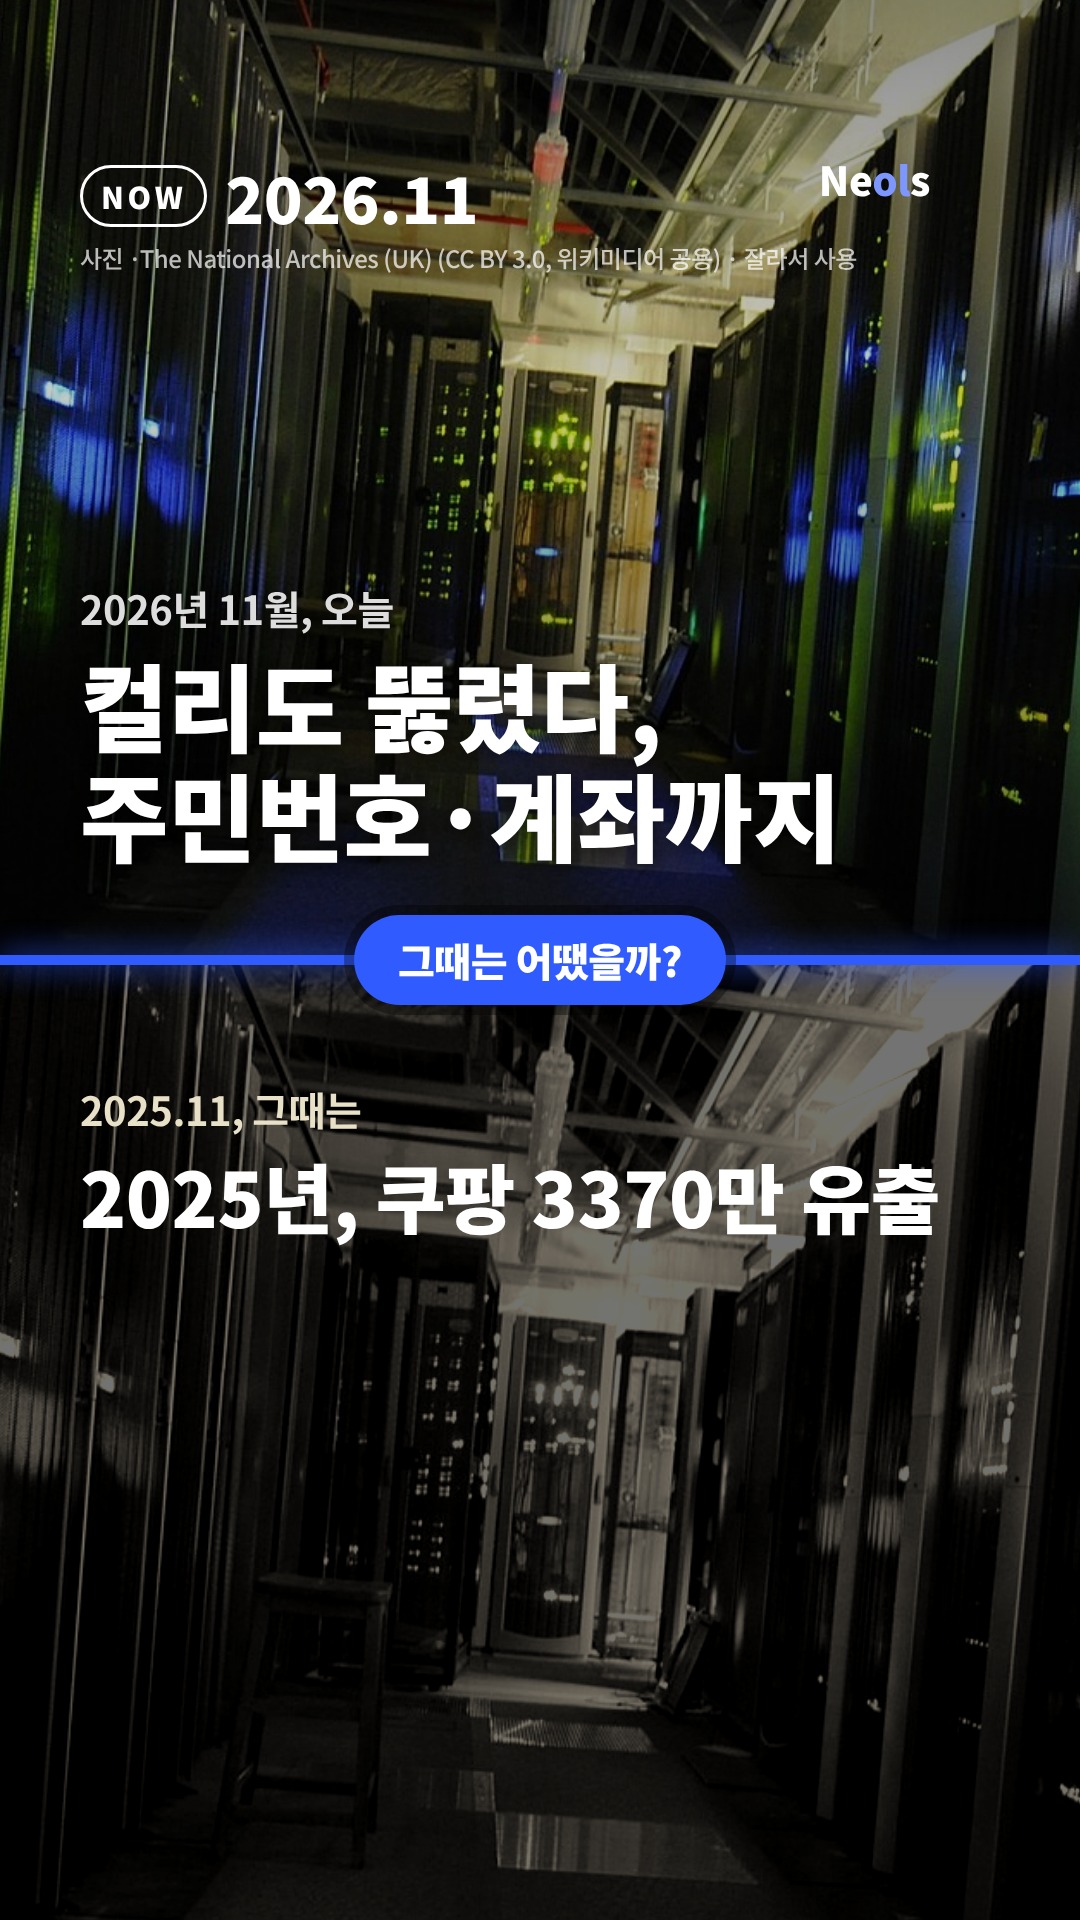 NOW 2026.11
Neols
사진 ·The National Archives (UK) (CC BY 3.0, 위키미디어 공용) · 잘라서 사용
2026년 11월, 오늘
컬리도 뚫렸다,
주민번호·계좌까지
그때는 어땠을까?
2025.11, 그때는
2025년, 쿠팡 3370만 유출